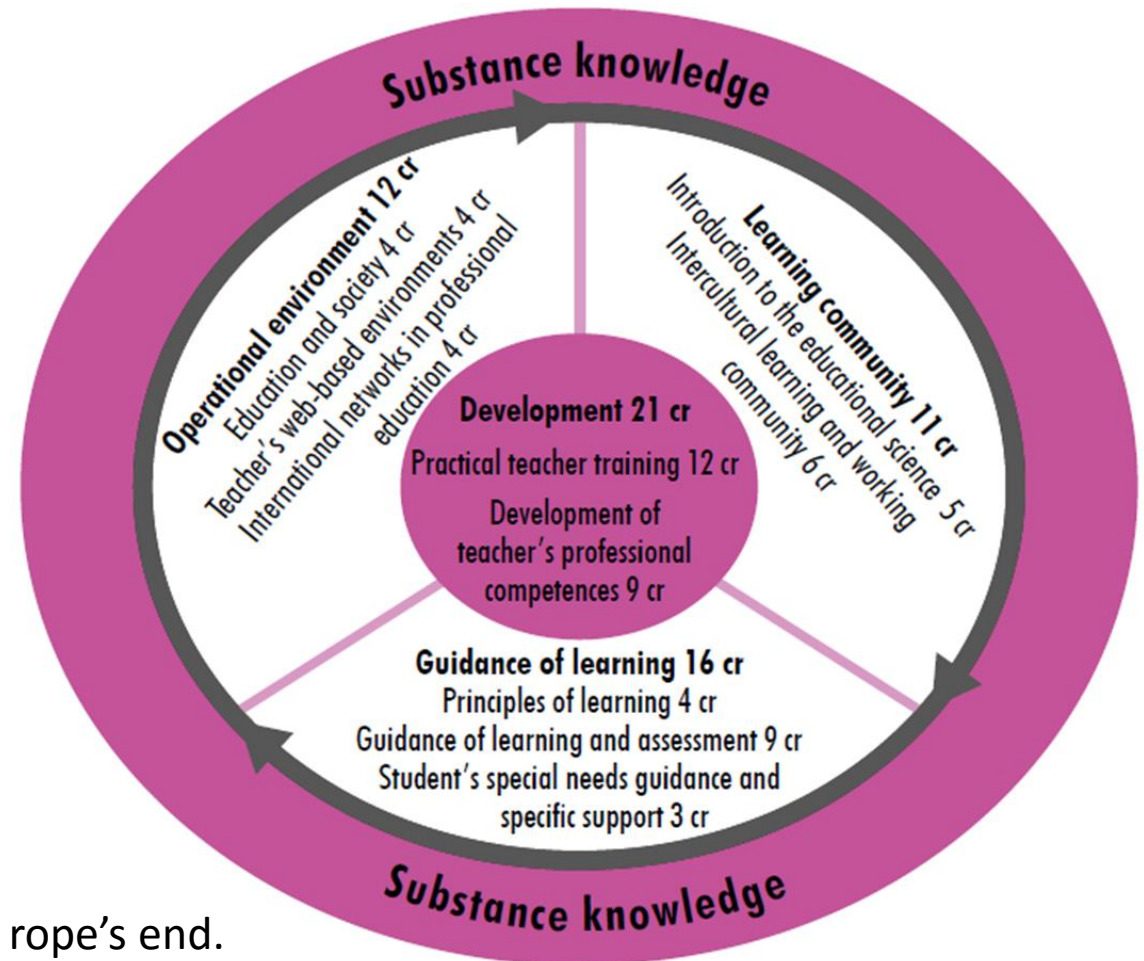 Substance knowledge
Operational environment 12 cr
Education and society 4 cr
Teacher's web-based environments 4 cr
International networks in professional
education 4 cr
Learning community 11 cr
Introduction to the educational science 5 cr
Intercultural learning and working
community 6 cr
Development 21 cr
Practical teacher training 12 cr
Development of
teacher's professional
competences 9 cr
Guidance of learning 16 cr
Principles of learning 4 cr
Guidance of learning and assessment 9 cr
Student's special needs guidance and
specific support 3 cr
Substance knowledge
rope’s end.